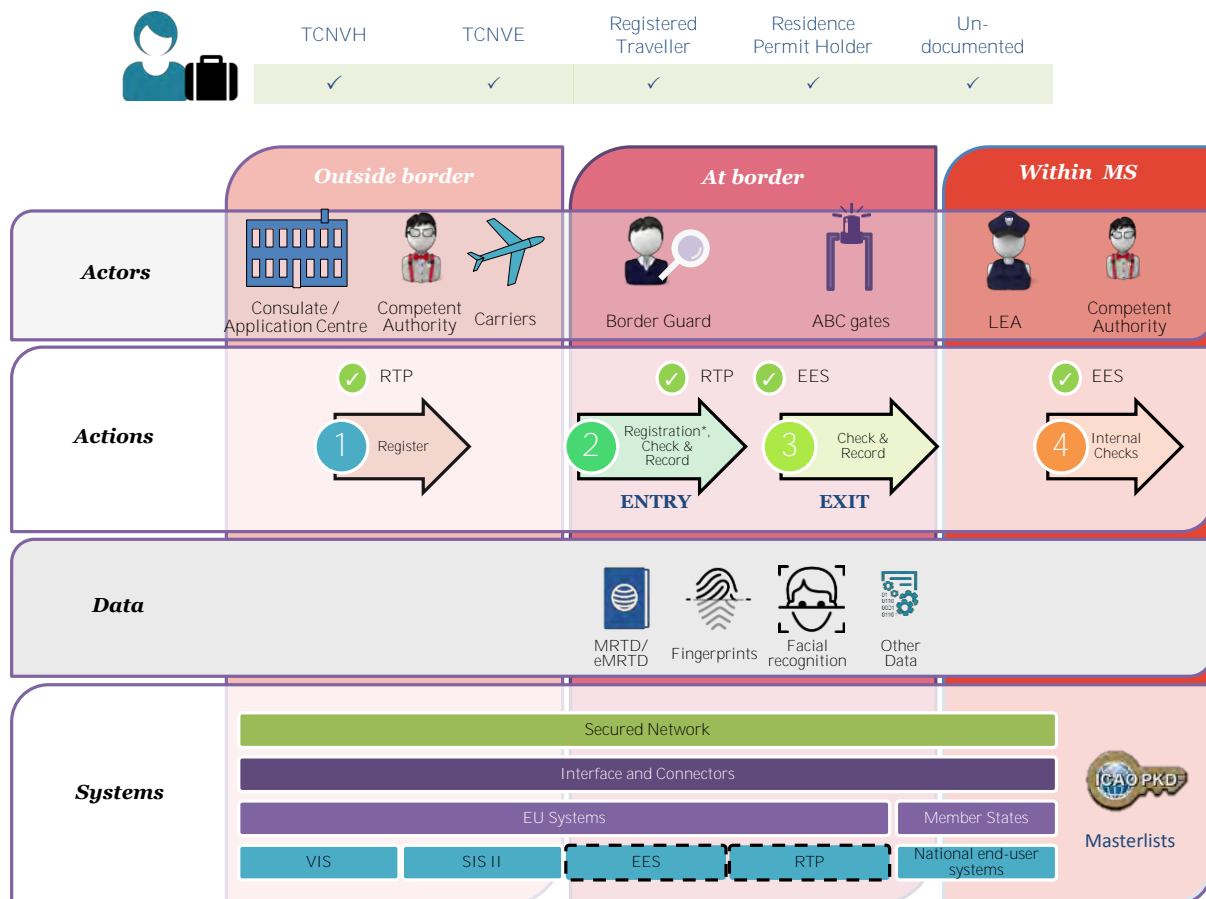 TCNVH
TCNVE
Registered
Traveller
Residence
Permit Holder
Un-
documented
Outside border
At border
Within MS
Actors
Consulate /
Application Centre
Competent
Authority
Carriers
Border Guard
ABC gates
LEA
Competent
Authority
Actions
RTP
RTP
EES
EES
1
Register
2
Registration*,
Check &
Record
3
Check &
Record
4
Internal
Checks
ENTRY
EXIT
Data
MRTD/
eMRTD
Fingerprints
Facial
recognition
Other
Data
Systems
Secured Network
Interface and Connectors
EU Systems
Member States
VIS
SIS II
EES
RTP
National end-user
systems
ICAO PKD
Masterlists